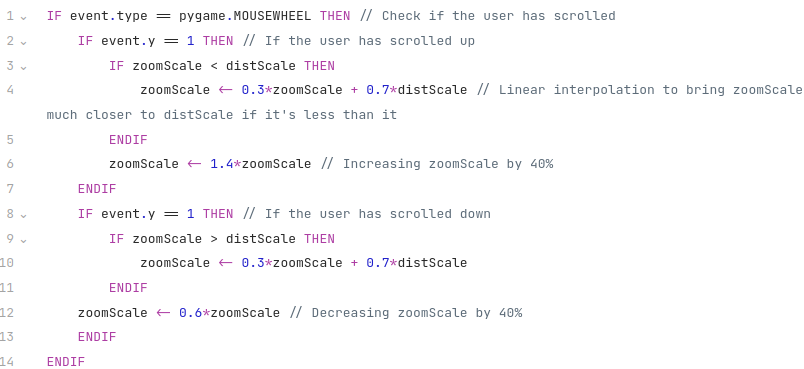 1 IF event.type == pygame.MOUSEWHEEL THEN // Check if the user has scrolled
2 IF event.y == 1 THEN // If the user has scrolled up
3 IF zoomScale < distScale THEN
4 zoomScale <- 0.3*zoomScale + 0.7*distScale // Linear interpolation to bring zoomScale
much closer to distScale if it's less than it
5 ENDIF
6 zoomScale <- 1.4*zoomScale // Increasing zoomScale by 40%
7 ENDIF
8 IF event.y == 1 THEN // If the user has scrolled down
9 IF zoomScale > distScale THEN
10 zoomScale <- 0.3*zoomScale + 0.7*distScale
11 ENDIF
12 zoomScale <- 0.6*zoomScale // Decreasing zoomScale by 40%
13 ENDIF
14 ENDIF